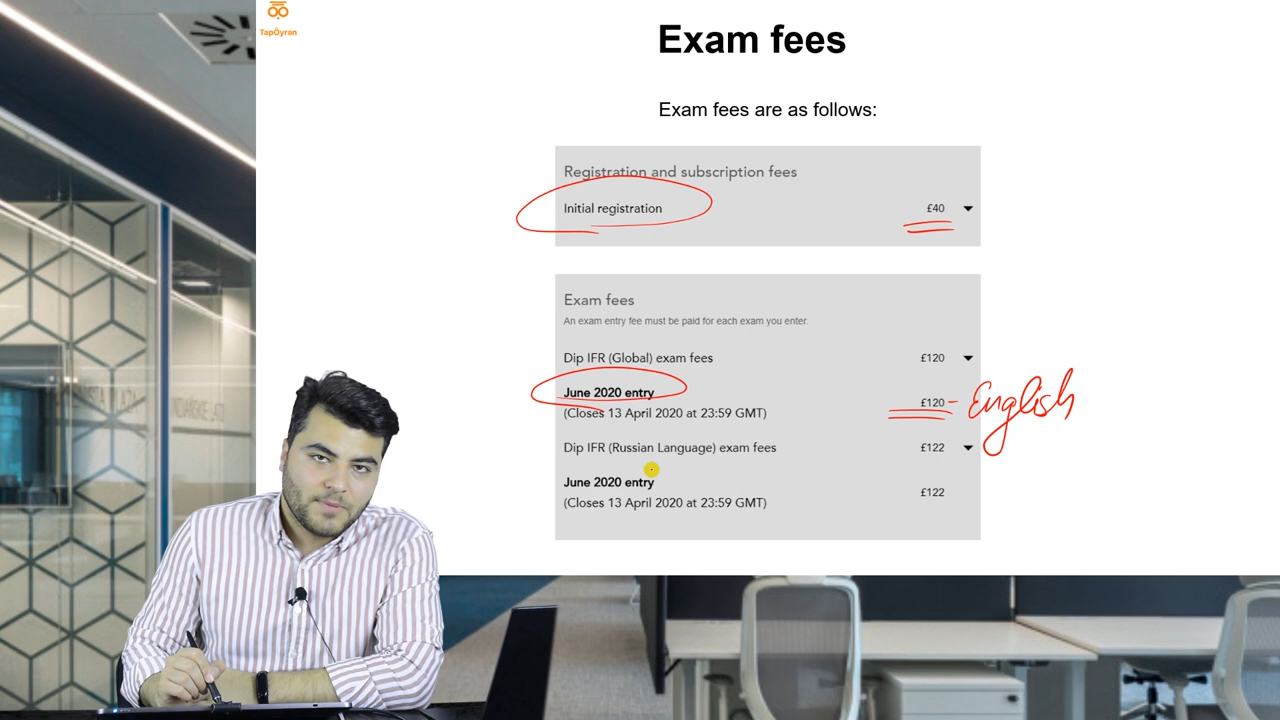 TapÖyrən
Exam fees
Exam fees are as follows:
Registration and subscription fees
Initial registration £40
Exam fees
An exam entry fee must be paid for each exam you enter.
Dip IFR (Global) exam fees £120
June 2020 entry
(Closes 13 April 2020 at 23:59 GMT) £120 - English
Dip IFR (Russian Language) exam fees £122
June 2020 entry
(Closes 13 April 2020 at 23:59 GMT) £122